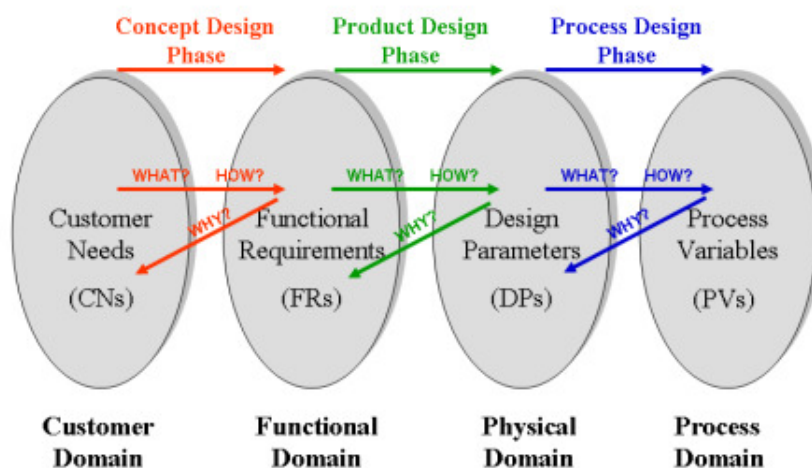 Concept Design
Phase
Product Design
Phase
Process Design
Phase
WHAT? HOW?
WHY?
WHAT? HOW?
WHY?
WHAT? HOW?
WHY?
Customer
Needs
(CNs)
Functional
Requirements
(FRs)
Design
Parameters
(DPs)
Process
Variables
(PVs)
Customer
Domain
Functional
Domain
Physical
Domain
Process
Domain